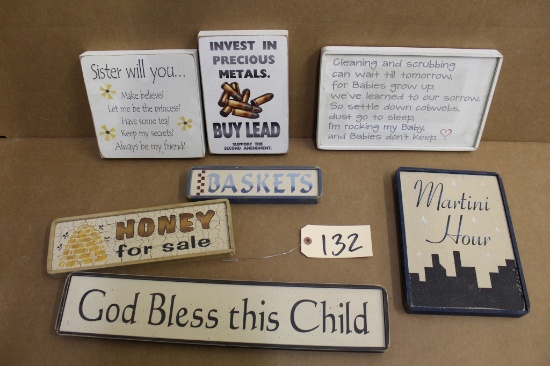 Sister will you...
Make believe!
Let me be the princess!
Have some tea!
Keep my secrets!
Always be my friend!
INVEST IN
PRECIOUS
METALS.
BUY LEAD
SUPPORT THE
SECOND AMENDMENT.
Cleaning and scrubbing
can wait till tomorrow,
for Babies grow up,
we've learned to our sorrow.
So settle down cobwebs,
dust go to sleep,
I'm rocking my Baby,
and Babies don't keep.
BASKETS
Martini
Hour
HONEY
for sale
132
God Bless this Child